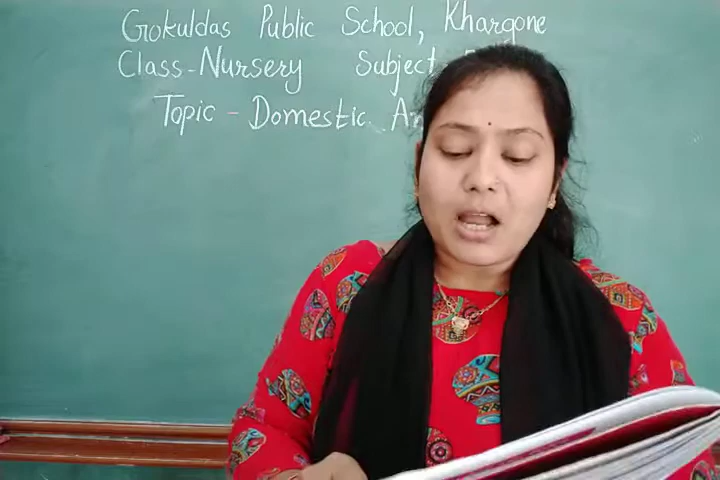 Gokuldas Public School, Khargone
Class-Nursery Subject
Topic - Domestic